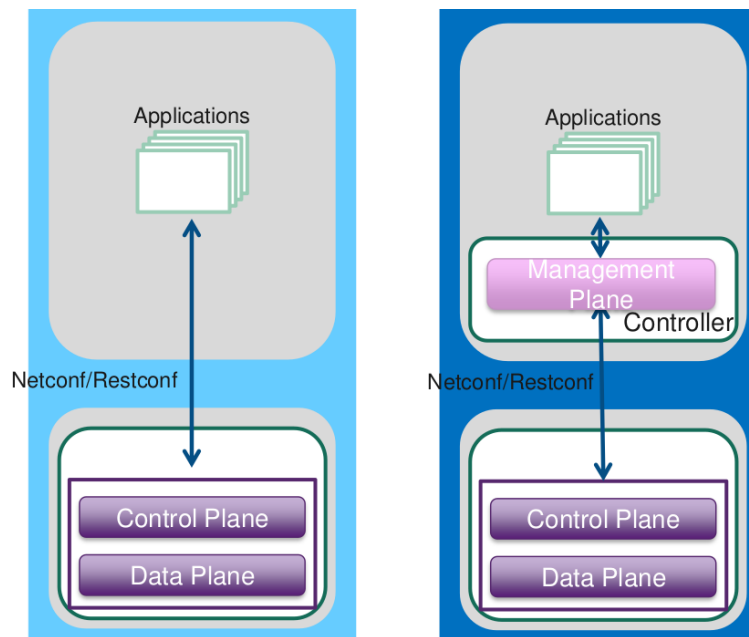 Applications
Netconf/Restconf
Control Plane
Data Plane
Applications
Management
Plane
Controller
Netconf/Restconf
Control Plane
Data Plane